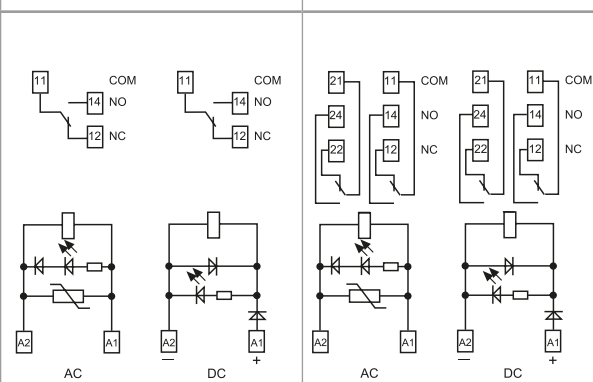 11 COM 11 COM 21 11 COM 21 11 COM
14 NO 14 NO 24 14 NO 24 14 NO
12 NC 12 NC 22 12 NC 22 12 NC
A2 A1 A2 A1 A2 A1 A2 A1
— + — +
AC DC AC DC